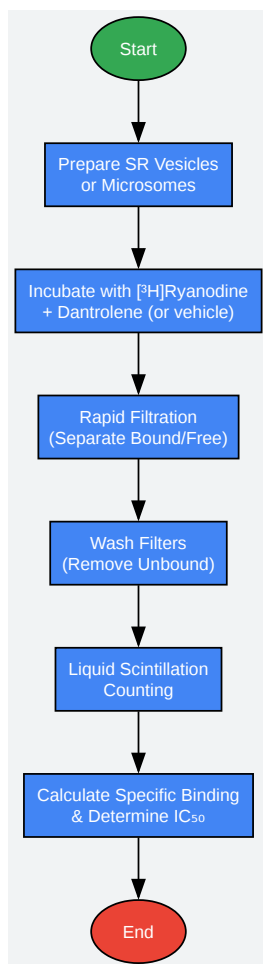 Start
Prepare SR Vesicles
or Microsomes
Incubate with [³H]Ryanodine
+ Dantrolene (or vehicle)
Rapid Filtration
(Separate Bound/Free)
Wash Filters
(Remove Unbound)
Liquid Scintillation
Counting
Calculate Specific Binding
& Determine IC₅₀
End